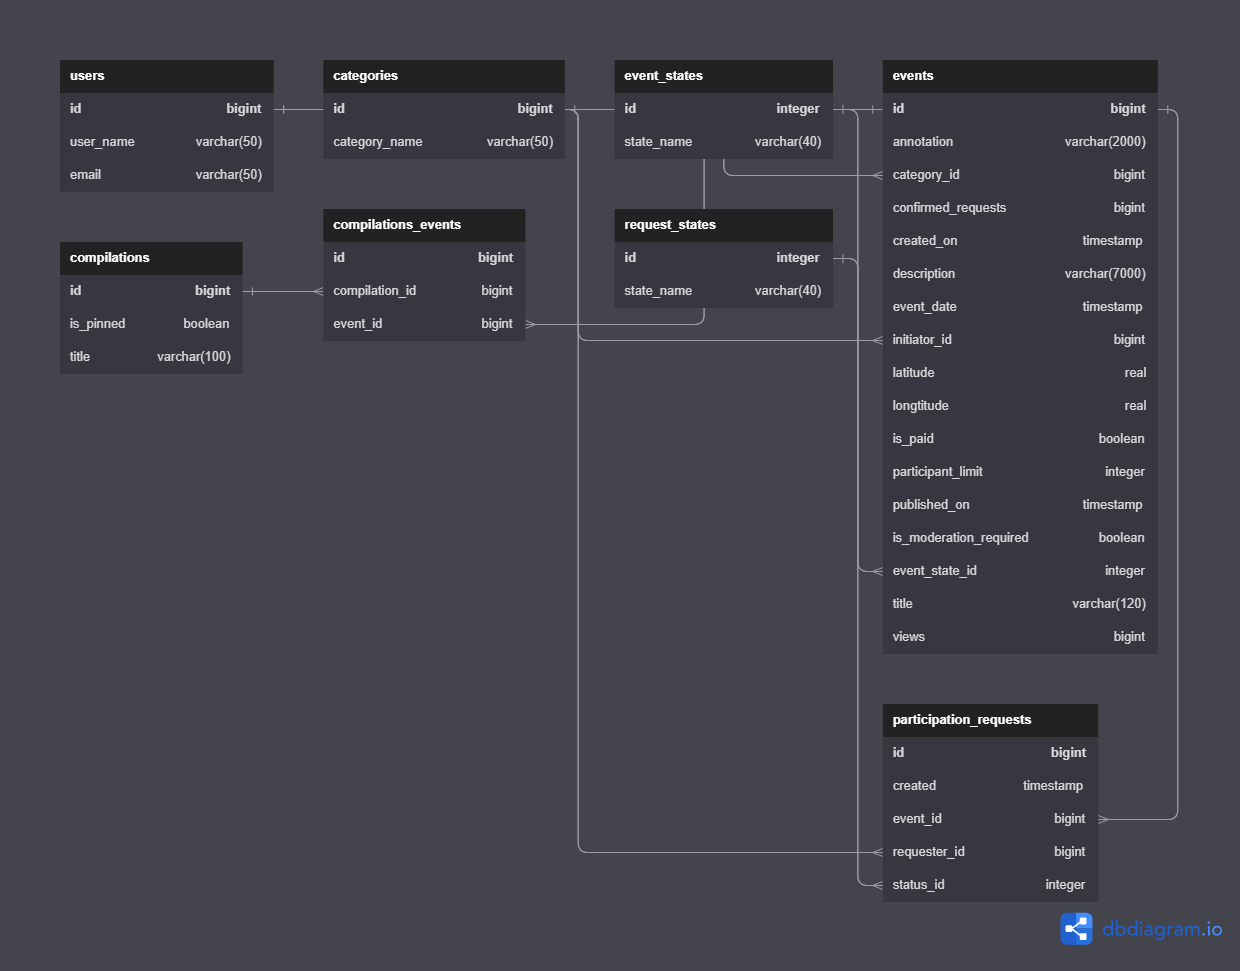 users
id bigint
user_name varchar(50)
email varchar(50)
categories
id bigint
category_name varchar(50)
event_states
id integer
state_name varchar(40)
events
id bigint
annotation varchar(2000)
category_id bigint
confirmed_requests bigint
created_on timestamp
description varchar(7000)
event_date timestamp
initiator_id bigint
latitude real
longtitude real
is_paid boolean
participant_limit integer
published_on timestamp
is_moderation_required boolean
event_state_id integer
title varchar(120)
views bigint
compilations
id bigint
is_pinned boolean
title varchar(100)
compilations_events
id bigint
compilation_id bigint
event_id bigint
request_states
id integer
state_name varchar(40)
participation_requests
id bigint
created timestamp
event_id bigint
requester_id bigint
status_id integer
dbdiagram.io